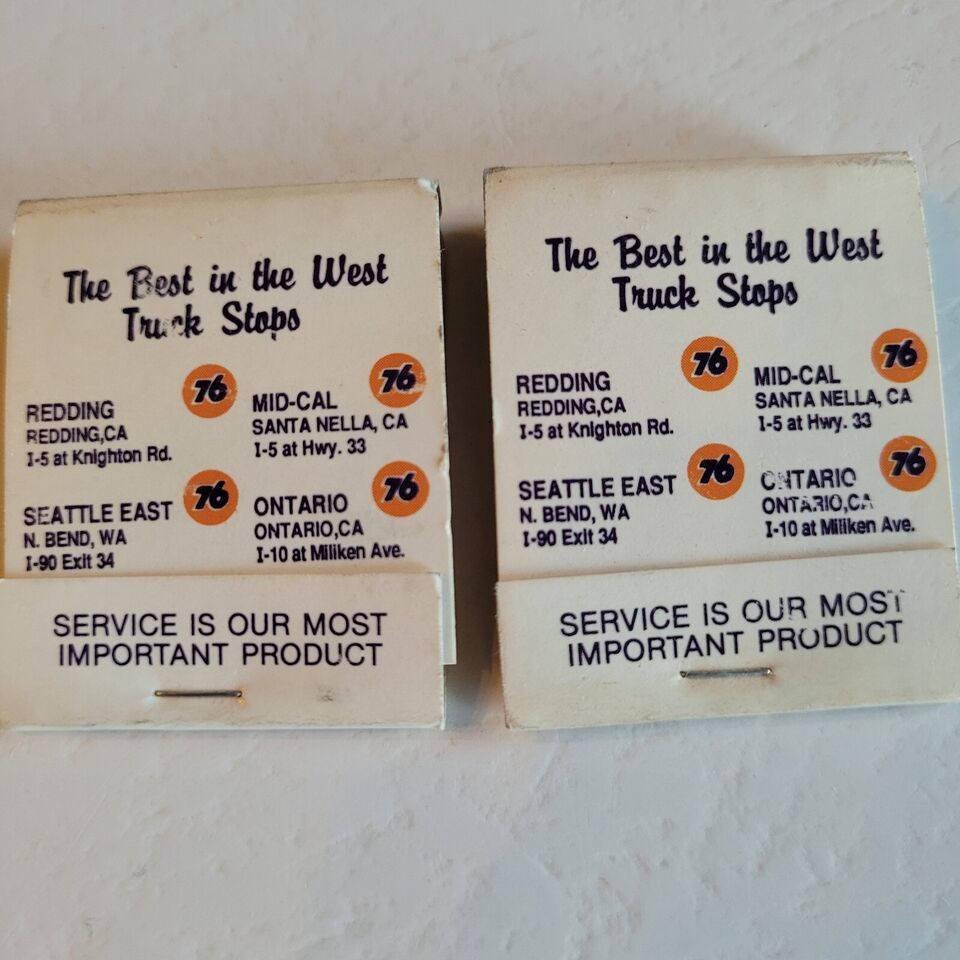 The Best in the West
Truck Stops
76
76
REDDING
REDDING,CA
I-5 at Knighton Rd.
MID-CAL
SANTA NELLA, CA
I-5 at Hwy. 33
76
76
SEATTLE EAST
N. BEND, WA
I-90 Exit 34
ONTARIO
ONTARIO,CA
I-10 at Miliken Ave.
SERVICE IS OUR MOST
IMPORTANT PRODUCT
The Best in the West
Truck Stops
76
76
REDDING
REDDING,CA
I-5 at Knighton Rd.
MID-CAL
SANTA NELLA, CA
I-5 at Hwy. 33
76
76
SEATTLE EAST
N. BEND, WA
I-90 Exit 34
ONTARIO
ONTARIO,CA
I-10 at Miliken Ave.
SERVICE IS OUR MOST
IMPORTANT PRODUCT